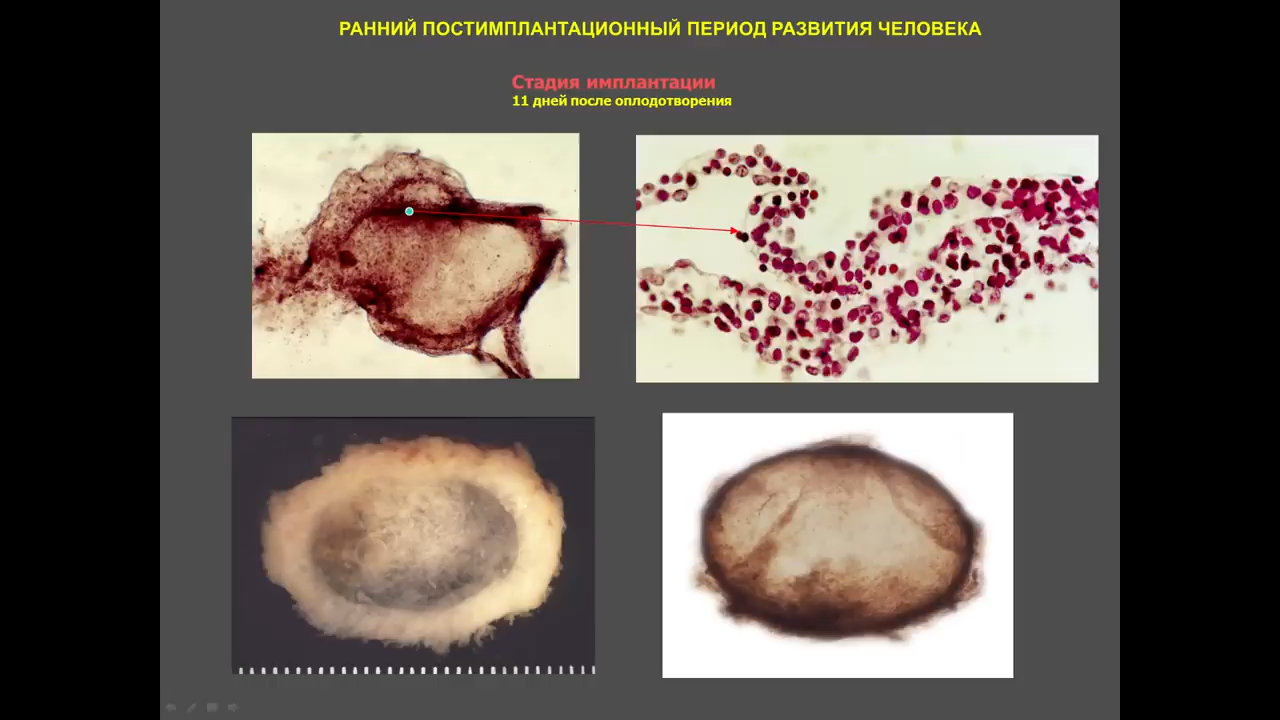 РАННИЙ ПОСТИМПЛАНТАЦИОННЫЙ ПЕРИОД РАЗВИТИЯ ЧЕЛОВЕКА
Стадия имплантации
11 дней после оплодотворения